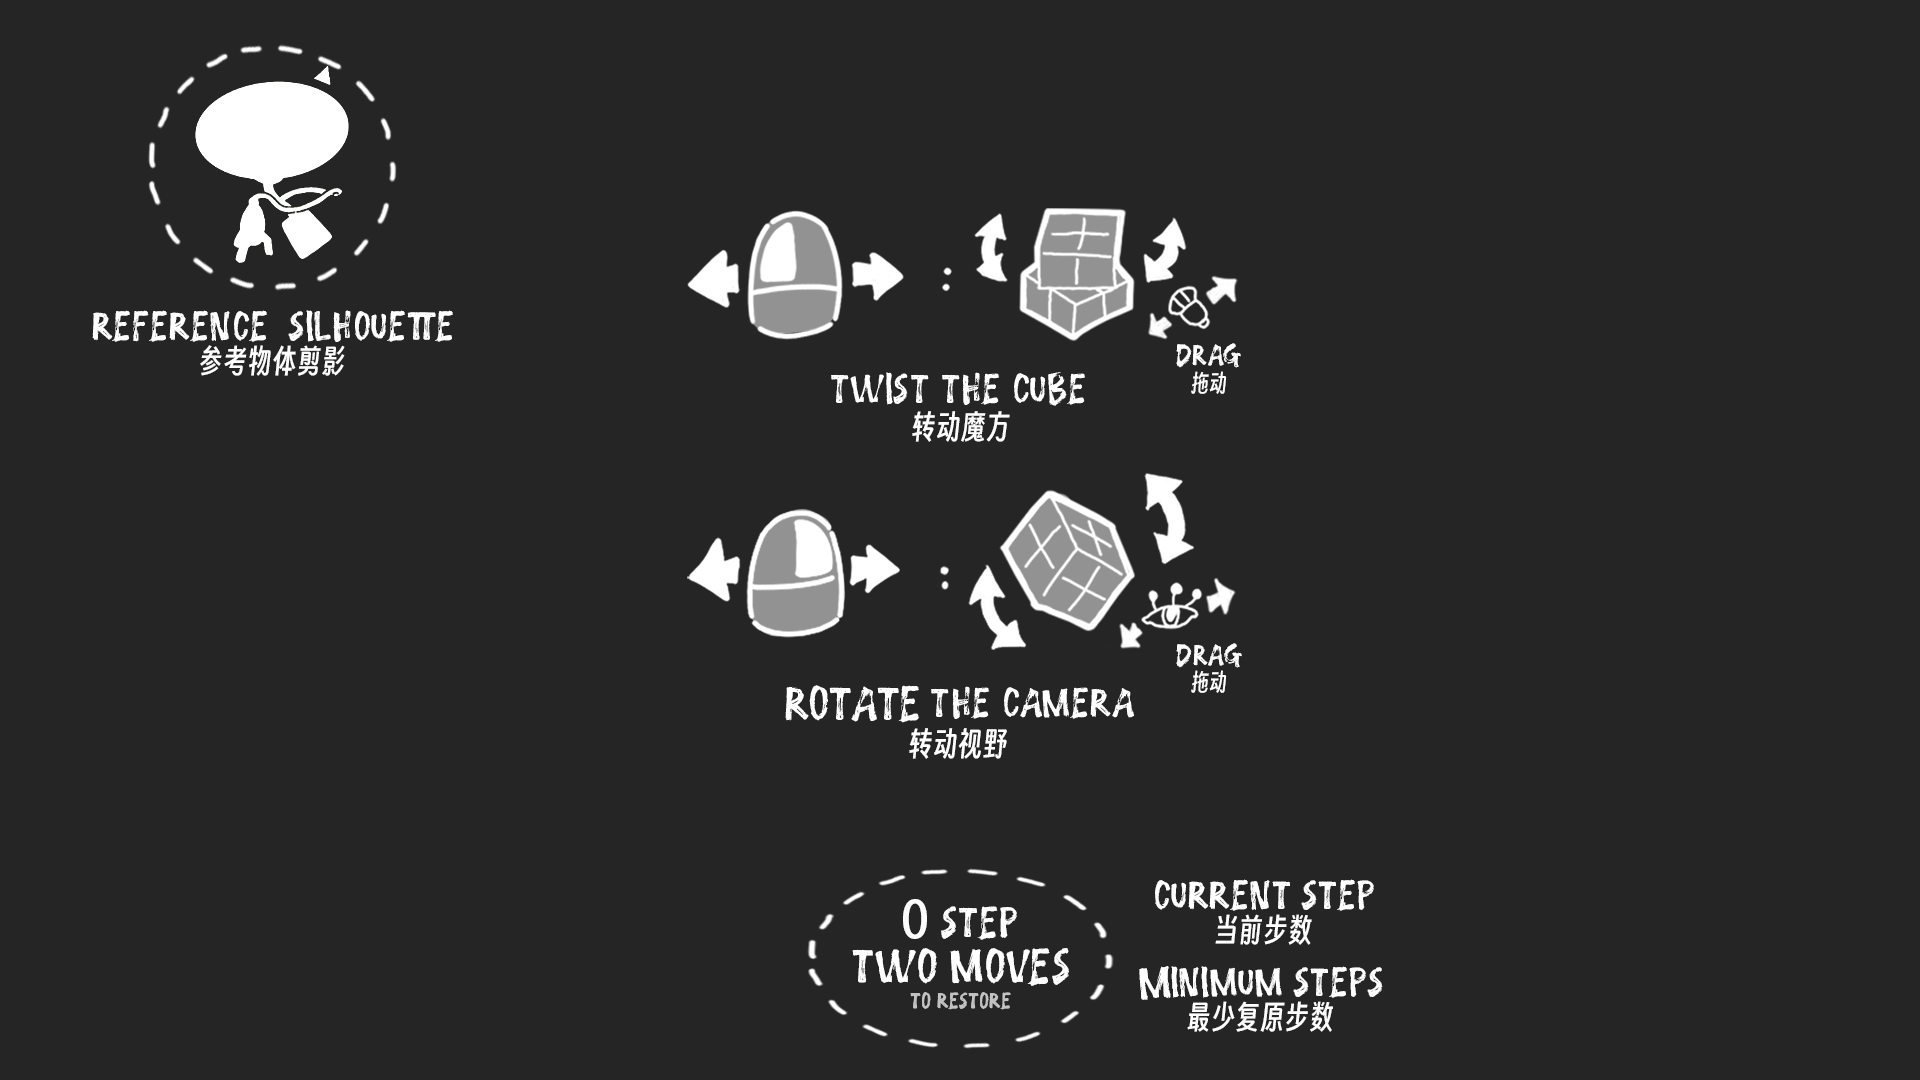 REFERENCE SILHOUETTE
参考物体剪影
:
DRAG
拖动
TWIST THE CUBE
转动魔方
:
DRAG
拖动
ROTATE THE CAMERA
转动视野
0 STEP
TWO MOVES
TO RESTORE
CURRENT STEP
当前步数
MINIMUM STEPS
最少复原步数